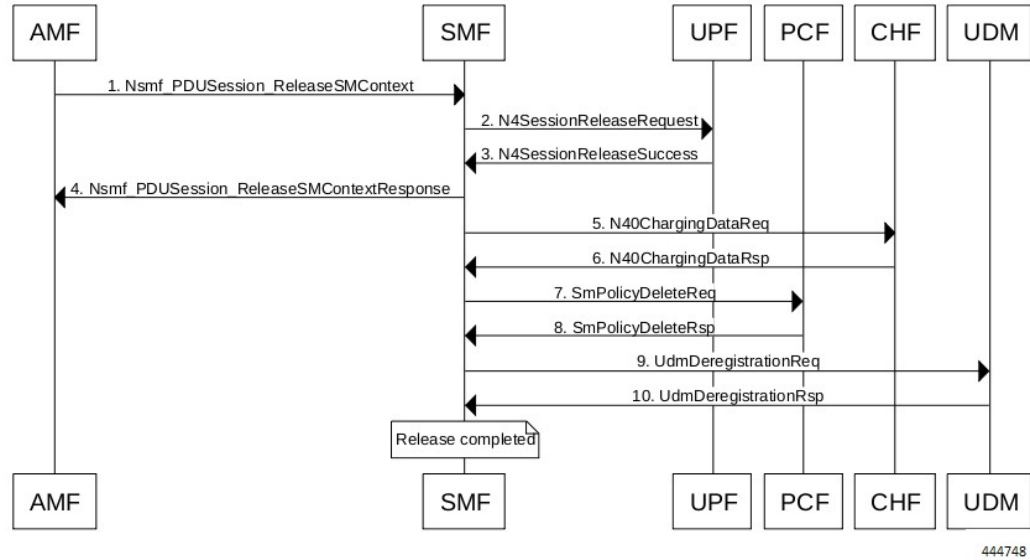 AMF SMF UPF PCF CHF UDM
1. Nsmf_PDUSession_ReleaseSMContext
2. N4SessionReleaseRequest
3. N4SessionReleaseSuccess
4. Nsmf_PDUSession_ReleaseSMContextResponse
5. N40ChargingDataReq
6. N40ChargingDataRsp
7. SmPolicyDeleteReq
8. SmPolicyDeleteRsp
9. UdmDeregistrationReq
10. UdmDeregistrationRsp
Release completed
AMF SMF UPF PCF CHF UDM
444748